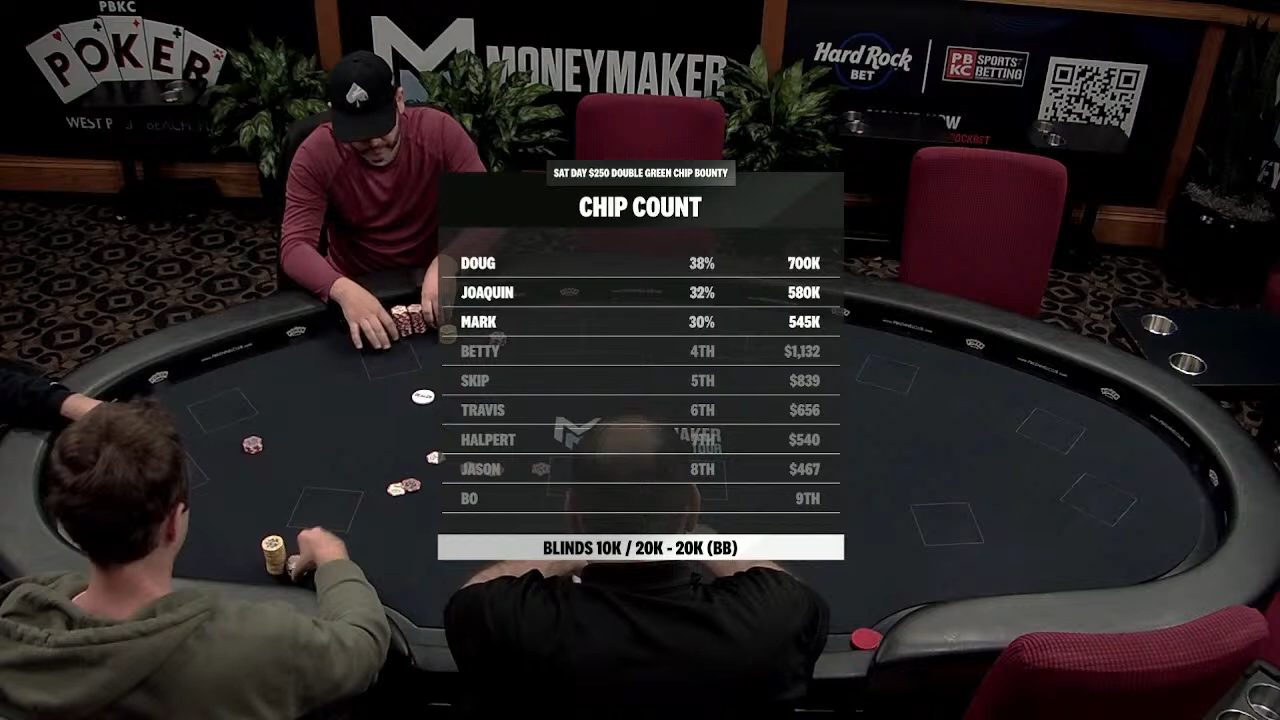 PBKC
POKER
WEST P
MONEYMAKER
Hard Rock
BET
PB
KC
SPORTS
BETTING
SAT DAY $250 DOUBLE GREEN CHIP BOUNTY
CHIP COUNT
DOUG 38% 700K
JOAQUIN 32% 580K
MARK 30% 545K
BETTY 4TH $1,132
SKIP 5TH $839
TRAVIS 6TH $656
HALPERT 7TH $540
JASON 8TH $467
BO 9TH
TOUR
BLINDS 10K / 20K - 20K (BB)